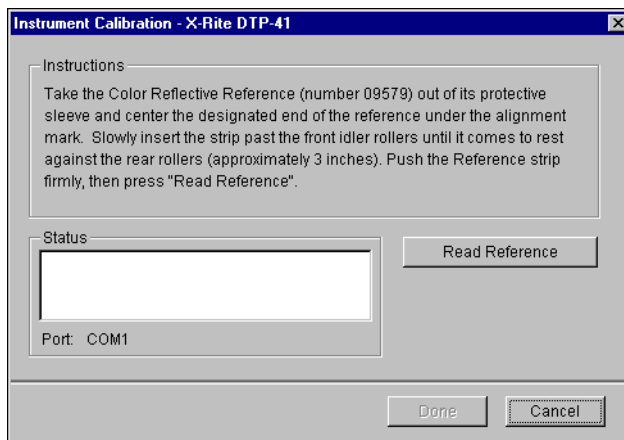 Instrument Calibration - X-Rite DTP-41
Instructions
Take the Color Reflective Reference (number 09579) out of its protective
sleeve and center the designated end of the reference under the alignment
mark.  Slowly insert the strip past the front idler rollers until it comes to rest
against the rear rollers (approximately 3 inches). Push the Reference strip
firmly, then press "Read Reference".
Status
Read Reference
Port:   COM1
Done
Cancel